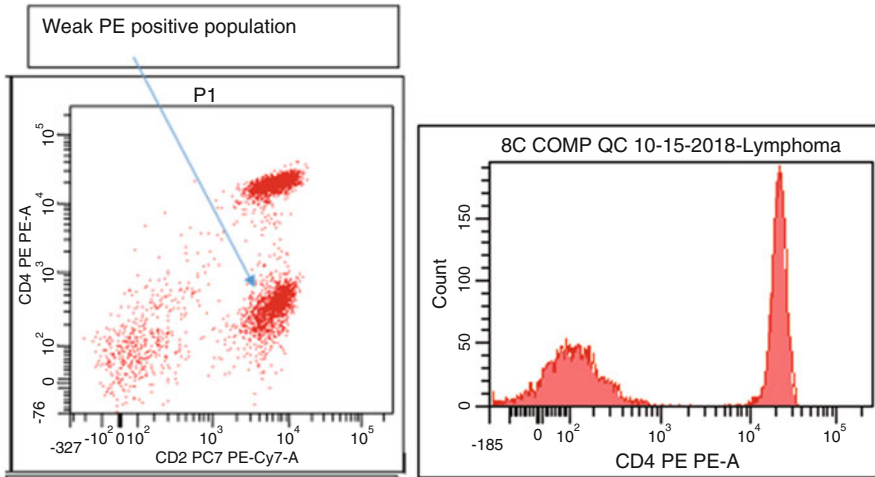 Weak PE positive population
P1
10^5
10^4
10^3
10^2
0
-76
CD4 PE PE-A
-327
-10^2 0 10^2
10^3
10^4
10^5
CD2 PC7 PE-Cy7-A
8C COMP QC 10-15-2018-Lymphoma
150
100
50
0
Count
-185
0
10^2
10^3
10^4
10^5
CD4 PE PE-A